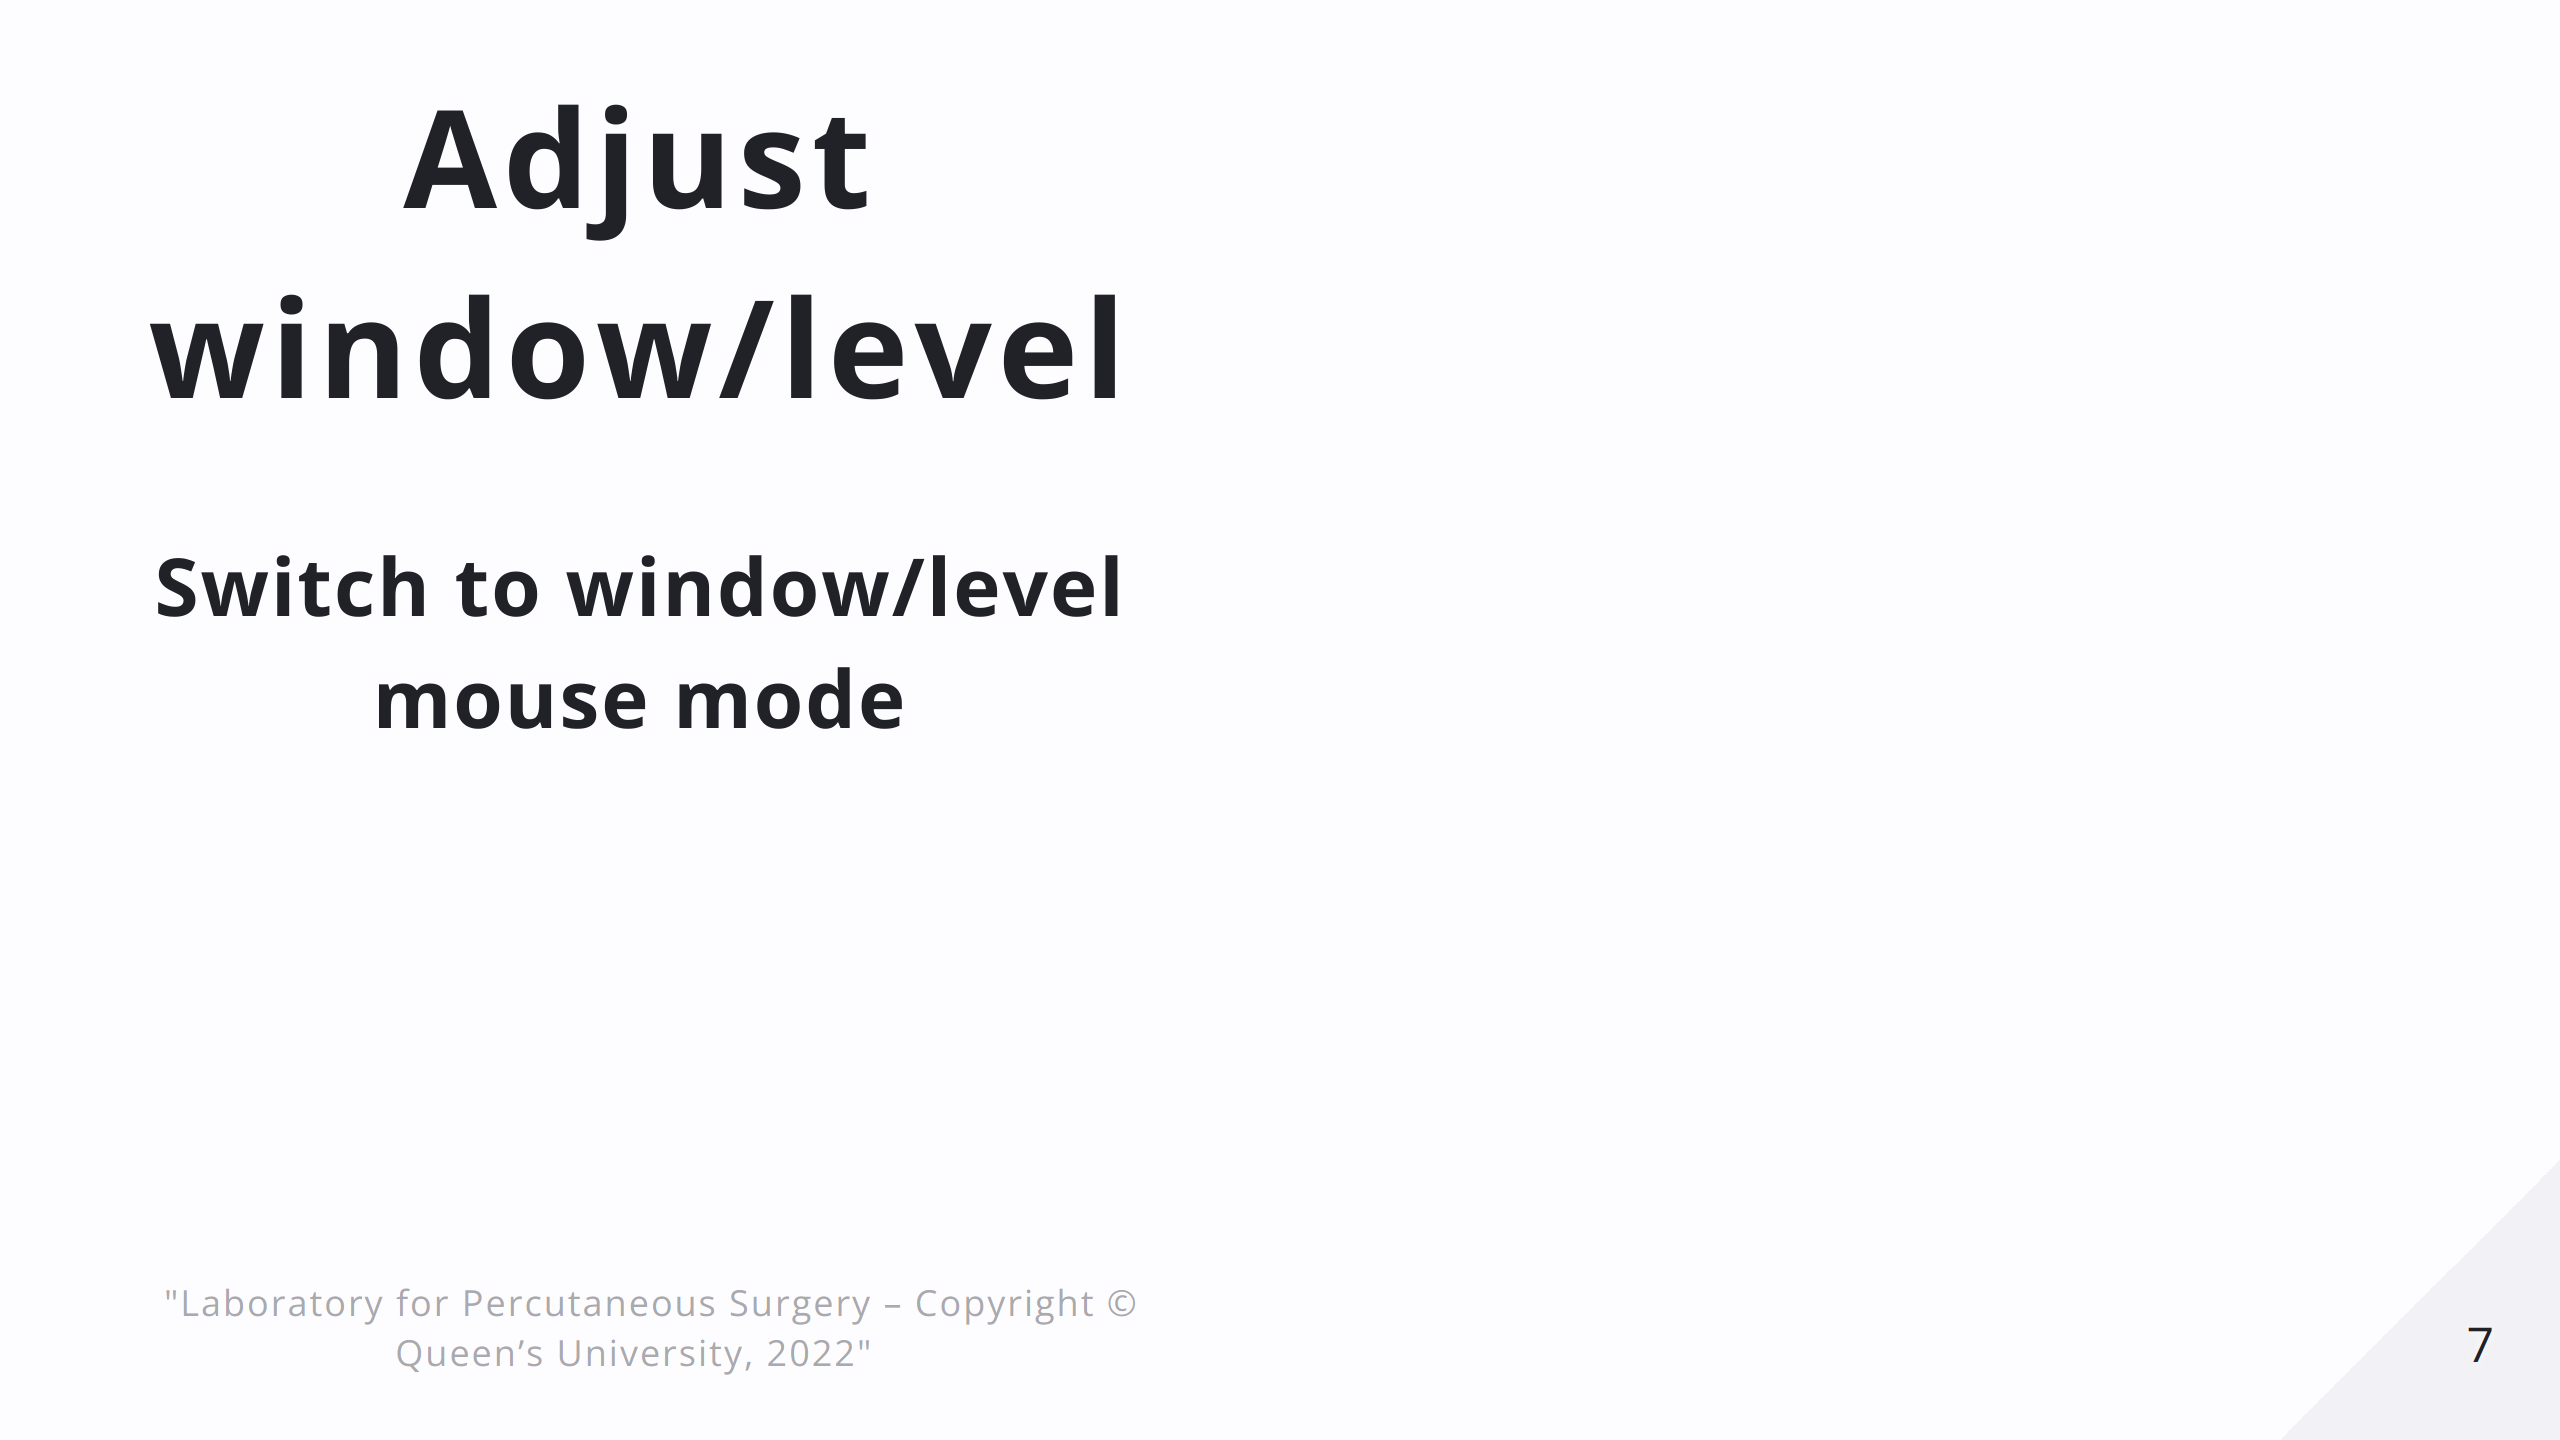 Adjust
window/level
Switch to window/level
mouse mode
"Laboratory for Percutaneous Surgery – Copyright ©
Queen’s University, 2022"
7